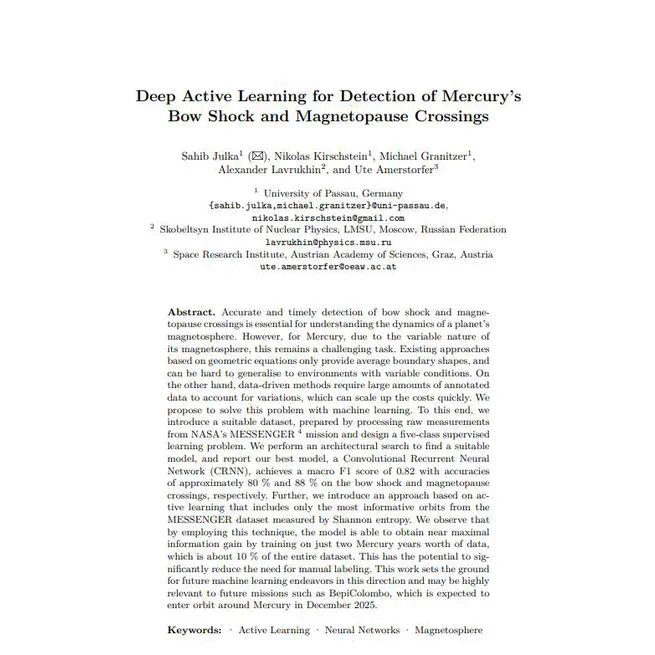 Deep Active Learning for Detection of Mercury's
Bow Shock and Magnetopause Crossings
Sahib Julka1 (✉), Nikolas Kirschstein1, Michael Granitzer1,
Alexander Lavrukhin2, and Ute Amerstorfer3
1 University of Passau, Germany
{sahib.julka,michael.granitzer}@uni-passau.de,
nikolas.kirschstein@gmail.com
2 Skobeltsyn Institute of Nuclear Physics, LMSU, Moscow, Russian Federation
lavrukhin@physics.msu.ru
3 Space Research Institute, Austrian Academy of Sciences, Graz, Austria
ute.amerstorfer@oeaw.ac.at
Abstract. Accurate and timely detection of bow shock and magne-
topause crossings is essential for understanding the dynamics of a planet's
magnetosphere. However, for Mercury, due to the variable nature of
its magnetosphere, this remains a challenging task. Existing approaches
based on geometric equations only provide average boundary shapes, and
can be hard to generalise to environments with variable conditions. On
the other hand, data-driven methods require large amounts of annotated
data to account for variations, which can scale up the costs quickly. We
propose to solve this problem with machine learning. To this end, we
introduce a suitable dataset, prepared by processing raw measurements
from NASA's MESSENGER 4 mission and design a five-class supervised
learning problem. We perform an architectural search to find a suitable
model, and report our best model, a Convolutional Recurrent Neural
Network (CRNN), achieves a macro F1 score of 0.82 with accuracies
of approximately 80 % and 88 % on the bow shock and magnetopause
crossings, respectively. Further, we introduce an approach based on ac-
tive learning that includes only the most informative orbits from the
MESSENGER dataset measured by Shannon entropy. We observe that
by employing this technique, the model is able to obtain near maximal
information gain by training on just two Mercury years worth of data,
which is about 10 % of the entire dataset. This has the potential to sig-
nificantly reduce the need for manual labeling. This work sets the ground
for future machine learning endeavors in this direction and may be highly
relevant to future missions such as BepiColombo, which is expected to
enter orbit around Mercury in December 2025.
Keywords: · Active Learning · Neural Networks · Magnetosphere